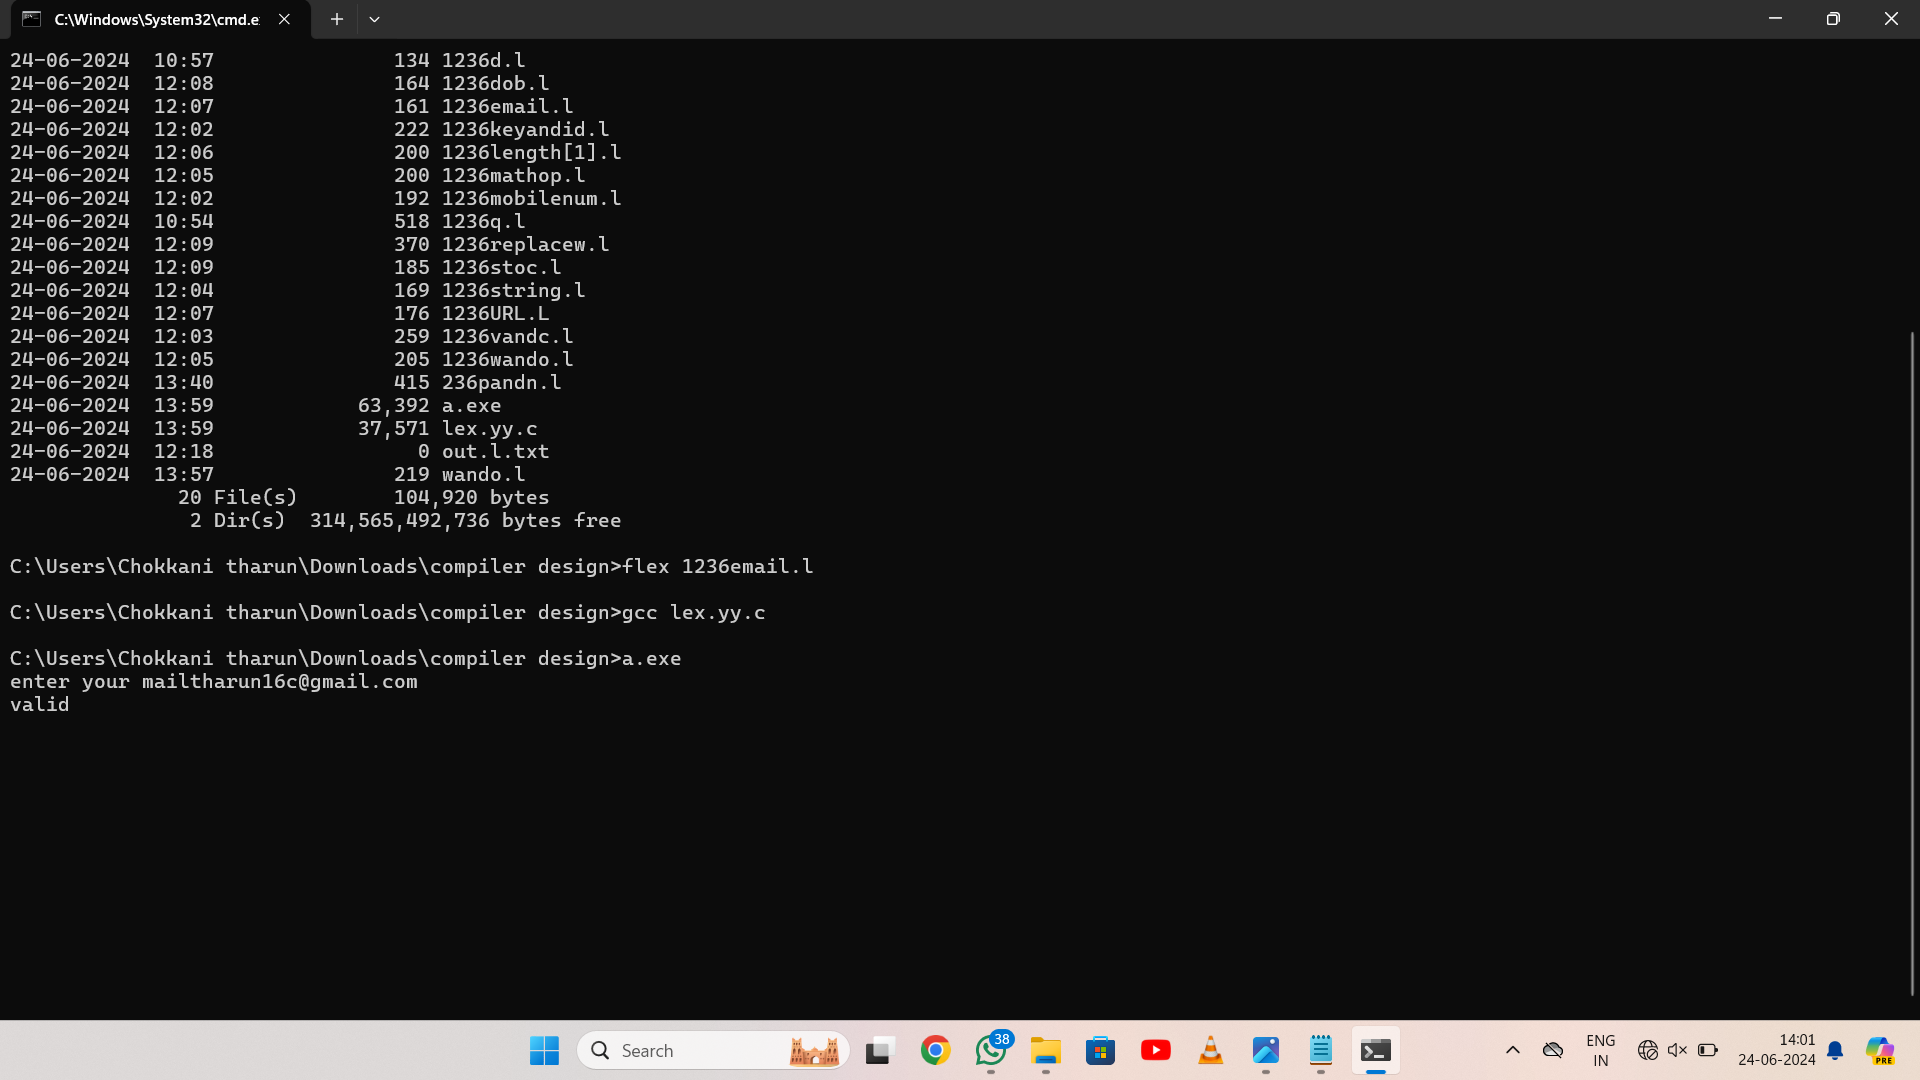 C:\Windows\System32\cmd.e
24-06-2024  10:57               134 1236d.l
24-06-2024  12:08               164 1236dob.l
24-06-2024  12:07               161 1236email.l
24-06-2024  12:02               222 1236keyandid.l
24-06-2024  12:06               200 1236length[1].l
24-06-2024  12:05               200 1236mathop.l
24-06-2024  12:02               192 1236mobilenum.l
24-06-2024  10:54               518 1236q.l
24-06-2024  12:09               370 1236replacew.l
24-06-2024  12:09               185 1236stoc.l
24-06-2024  12:04               169 1236string.l
24-06-2024  12:07               176 1236URL.L
24-06-2024  12:03               259 1236vandc.l
24-06-2024  12:05               205 1236wando.l
24-06-2024  13:40               415 236pandn.l
24-06-2024  13:59            63,392 a.exe
24-06-2024  13:59            37,571 lex.yy.c
24-06-2024  12:18                 0 out.l.txt
24-06-2024  13:57               219 wando.l
              20 File(s)        104,920 bytes
               2 Dir(s)  314,565,492,736 bytes free
C:\Users\Chokkani tharun\Downloads\compiler design>flex 1236email.l
C:\Users\Chokkani tharun\Downloads\compiler design>gcc lex.yy.c
C:\Users\Chokkani tharun\Downloads\compiler design>a.exe
enter your mailtharun16c@gmail.com
valid
Search
38
ENG
IN
14:01
24-06-2024
PRE